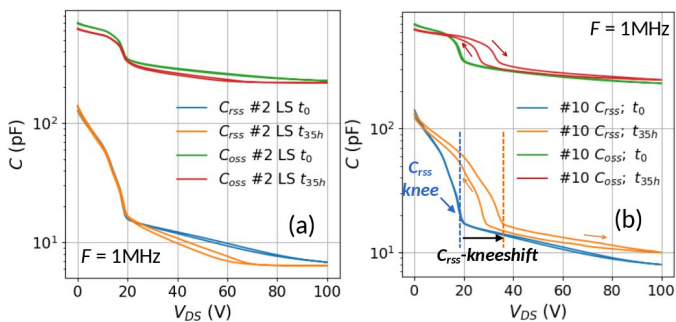 C (pF)
10²
10¹
C_rss #2 LS t_0
C_rss #2 LS t_35h
C_oss #2 LS t_0
C_oss #2 LS t_35h
(a)
F = 1MHz
0 20 40 60 80 100
V_DS (V)
F = 1MHz
C (pF)
10²
10¹
#10 C_rss; t_0
#10 C_rss; t_35h
#10 C_oss; t_0
#10 C_oss; t_35h
C_rss
knee
(b)
C_rss-kneeshift
0 20 40 60 80 100
V_DS (V)